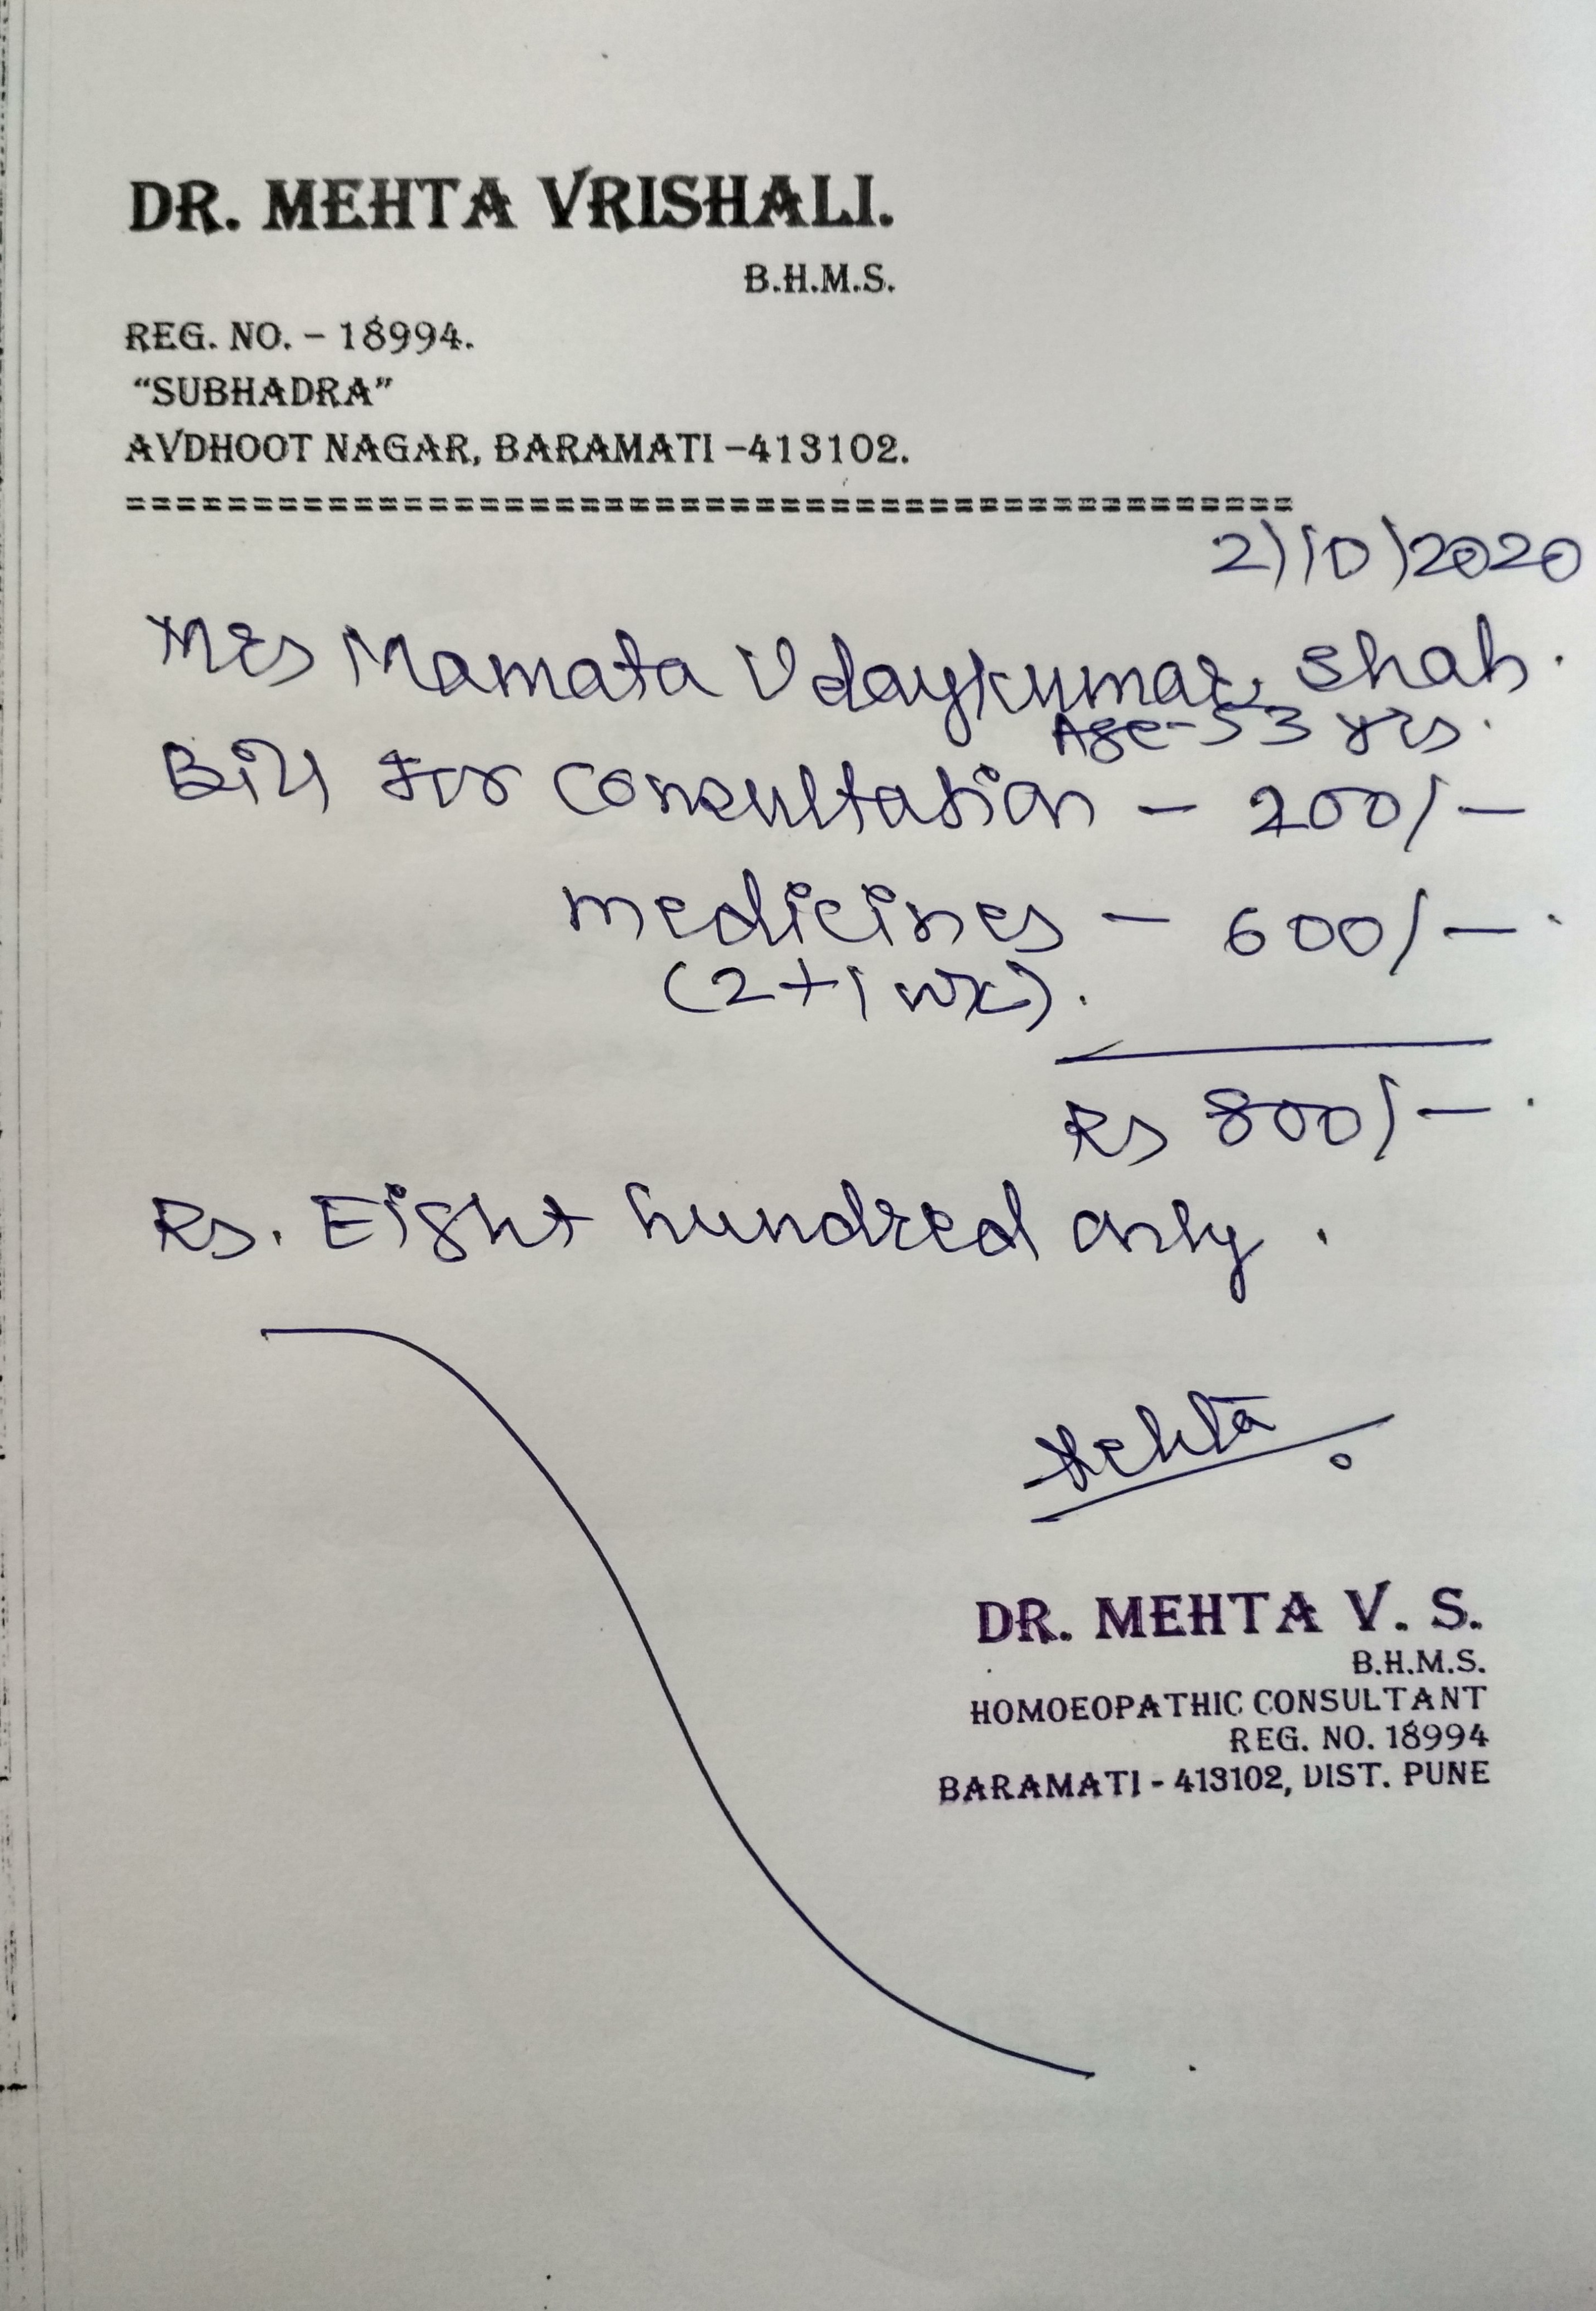 DR. MEHTA VRISHALI.
B.H.M.S.
REG. NO. – 18994.
“SUBHADRA”
AVDHOOT NAGAR, BARAMATI –413102.
===============================================
2)10)2020
Mrs Mamata Udaykumar Shah.
Age-53 yrs.
Bill for Consultation – 200/–
medicines – 600/–.
(2+1 wk).
Rs 800/–.
Rs. Eight hundred only.
Mehta
DR. MEHTA V. S.
B.H.M.S.
HOMOEOPATHIC CONSULTANT
REG. NO. 18994
BARAMATI - 413102, DIST. PUNE